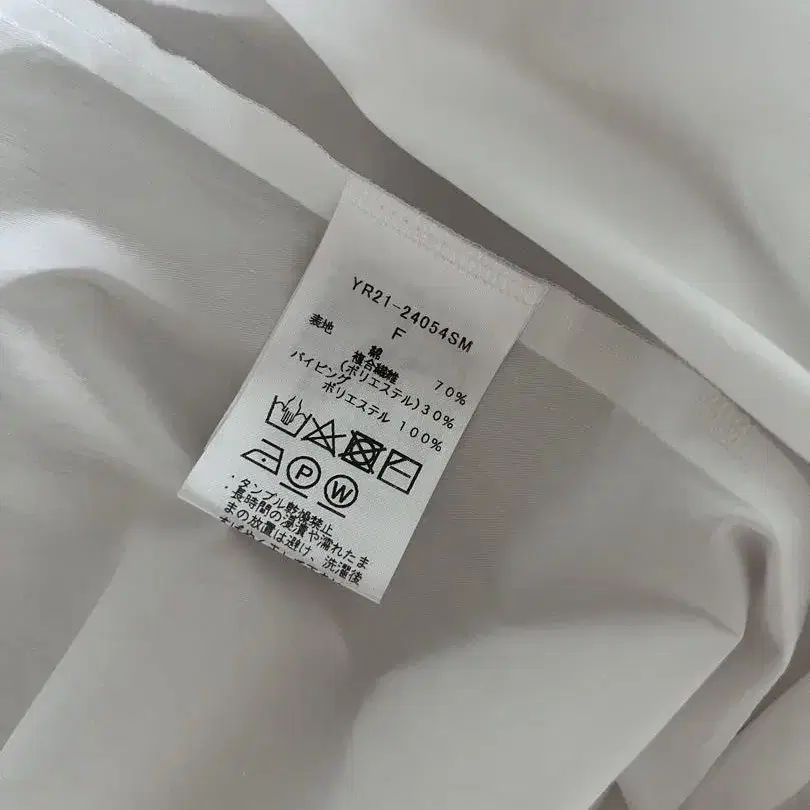 YR21-24054SM
F
表地
綿
複合繊維 70%
(ポリエステル)30%
パイピング
ポリエステル 100%
P W
・タンブル乾燥禁止
・長時間の浸漬や濡れたま
まの放置は避け、洗濯後